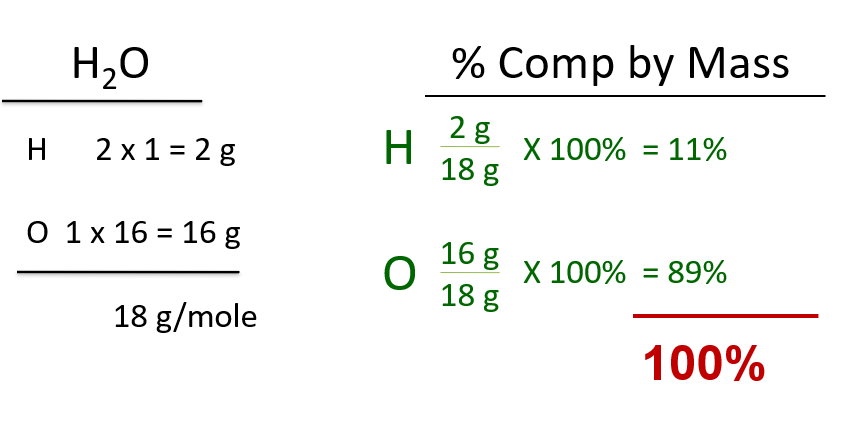 H₂O
H 2 x 1 = 2 g
O 1 x 16 = 16 g
18 g/mole
% Comp by Mass
H 2 g/18 g X 100% = 11%
O 16 g/18 g X 100% = 89%
100%